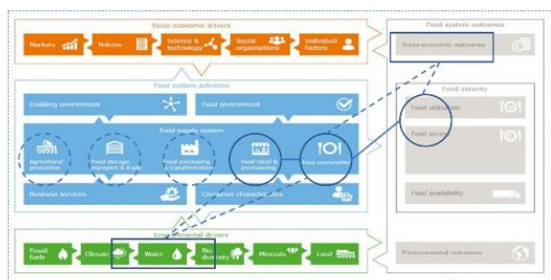 Socio-economic drivers
Markets
Policies
Science & technology
Social organisations
Individual factors
Food system outcomes
Socio-economic outcomes
Food system activities
Enabling environment
Food environment
Food supply system
Agricultural production
Food storage, transport & trade
Food processing & transformation
Food retail & provisioning
Food consumption
Business services
Consumer characteristics
Food security
Food utilisation
Food access
Food availability
Environmental drivers
Fossil fuels
Climate
Water
Bio diversity
Minerals
Land
Environmental outcomes